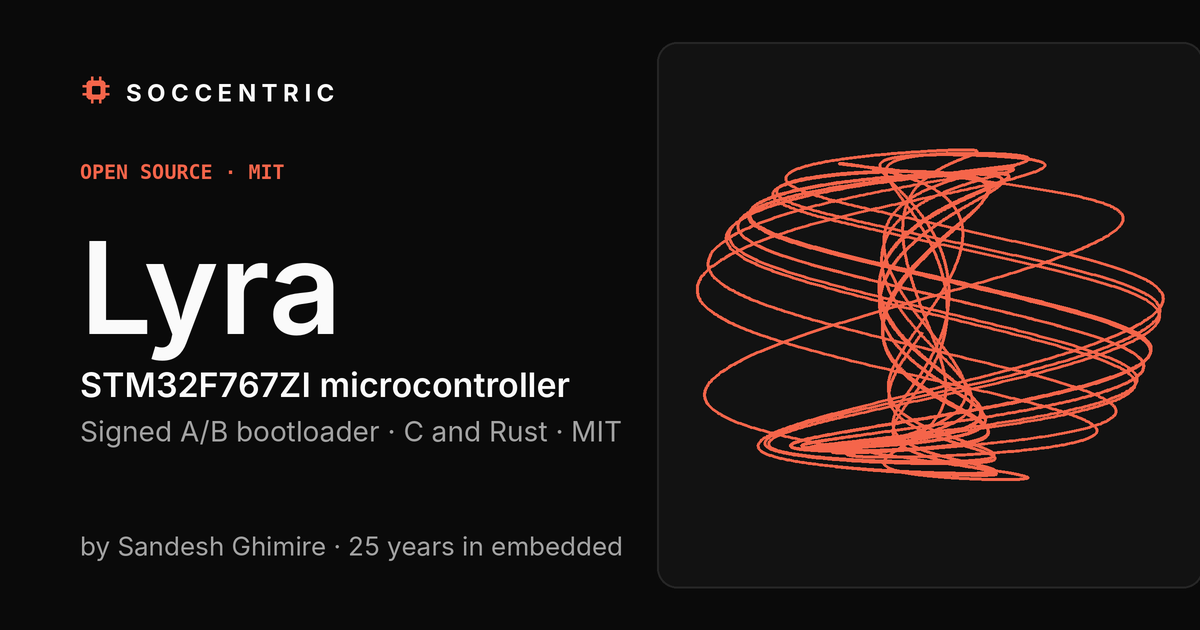 SOCCENTRIC
OPEN SOURCE · MIT
Lyra
STM32F767ZI microcontroller
Signed A/B bootloader · C and Rust · MIT
by Sandesh Ghimire · 25 years in embedded